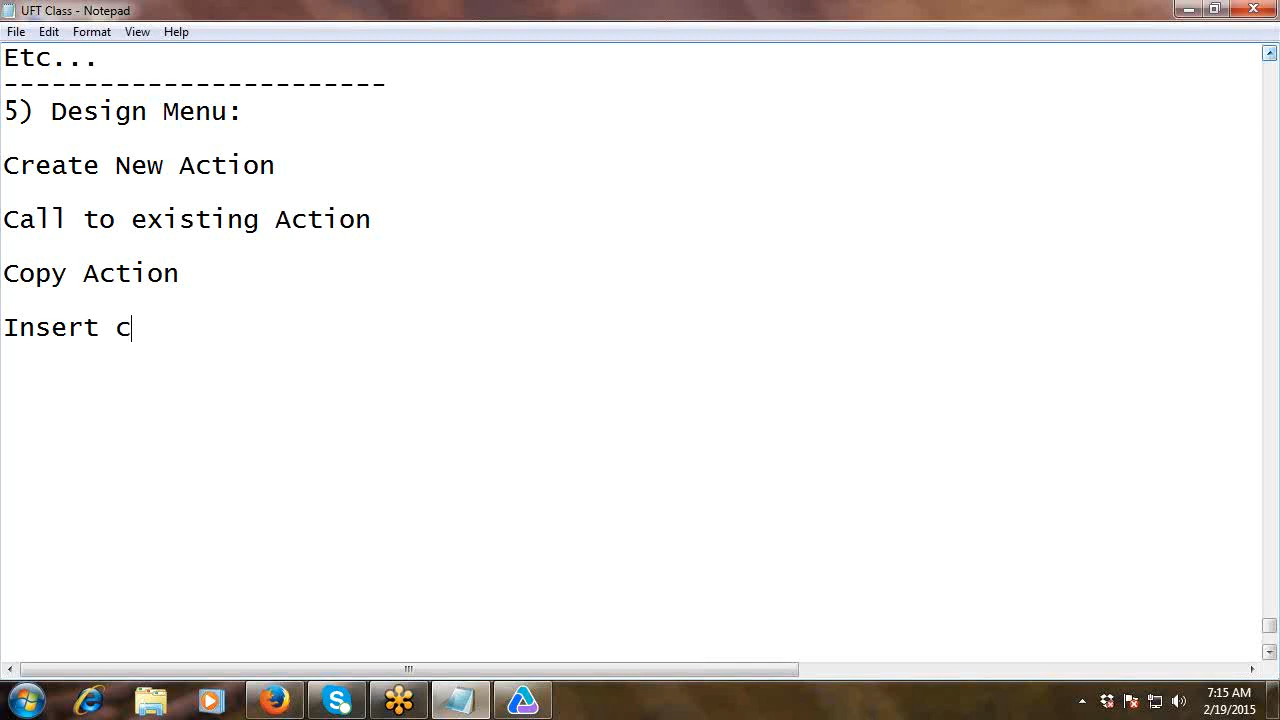 UFT Class - Notepad
File Edit Format View Help
Etc...
------------------------
5) Design Menu:
Create New Action
Call to existing Action
Copy Action
Insert c
7:15 AM
2/19/2015